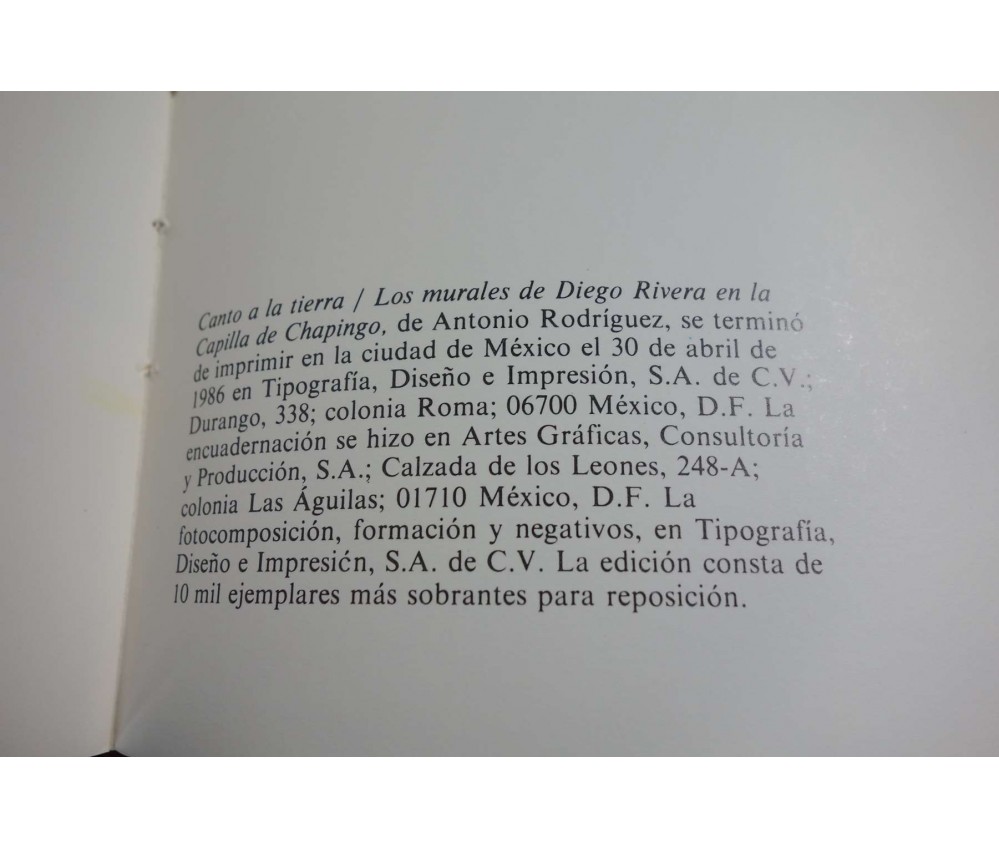 Canto a la tierra / Los murales de Diego Rivera en la
Capilla de Chapingo, de Antonio Rodríguez, se terminó
de imprimir en la ciudad de México el 30 de abril de
1986 en Tipografía, Diseño e Impresión, S.A. de C.V.;
Durango, 338; colonia Roma; 06700 México, D.F. La
encuadernación se hizo en Artes Gráficas, Consultoría
y Producción, S.A.; Calzada de los Leones, 248-A;
colonia Las Águilas; 01710 México, D.F. La
fotocomposición, formación y negativos, en Tipografía,
Diseño e Impresión, S.A. de C.V. La edición consta de
10 mil ejemplares más sobrantes para reposición.